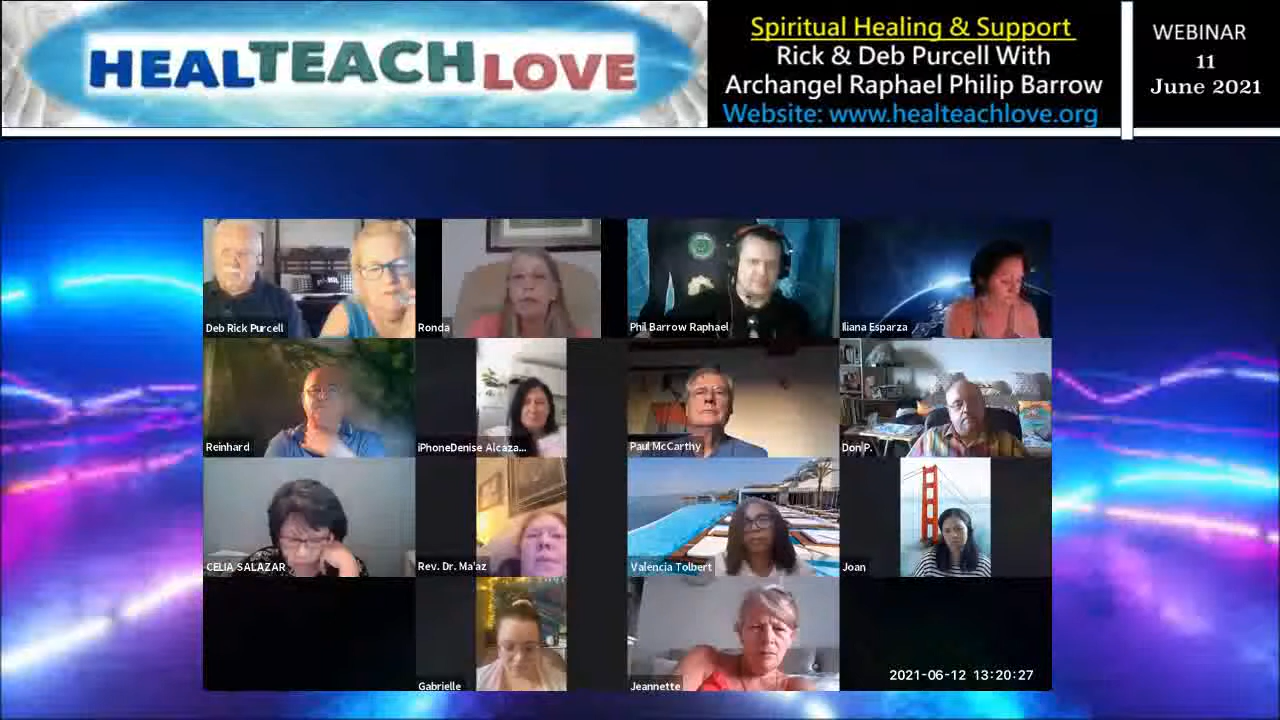 HEALTEACHLOVE
Spiritual Healing & Support
Rick & Deb Purcell With
Archangel Raphael Philip Barrow
Website: www.healteachlove.org
WEBINAR
11
June 2021
Deb Rick Purcell
Ronda
Phil Barrow Raphael
Iliana Esparza
Reinhard
iPhoneDenise Alcaza...
Paul McCarthy
Don P.
CELIA SALAZAR
Rev. Dr. Ma'az
Valencia Tolbert
Joan
Gabrielle
Jeannette
2021-06-12 13:20:27